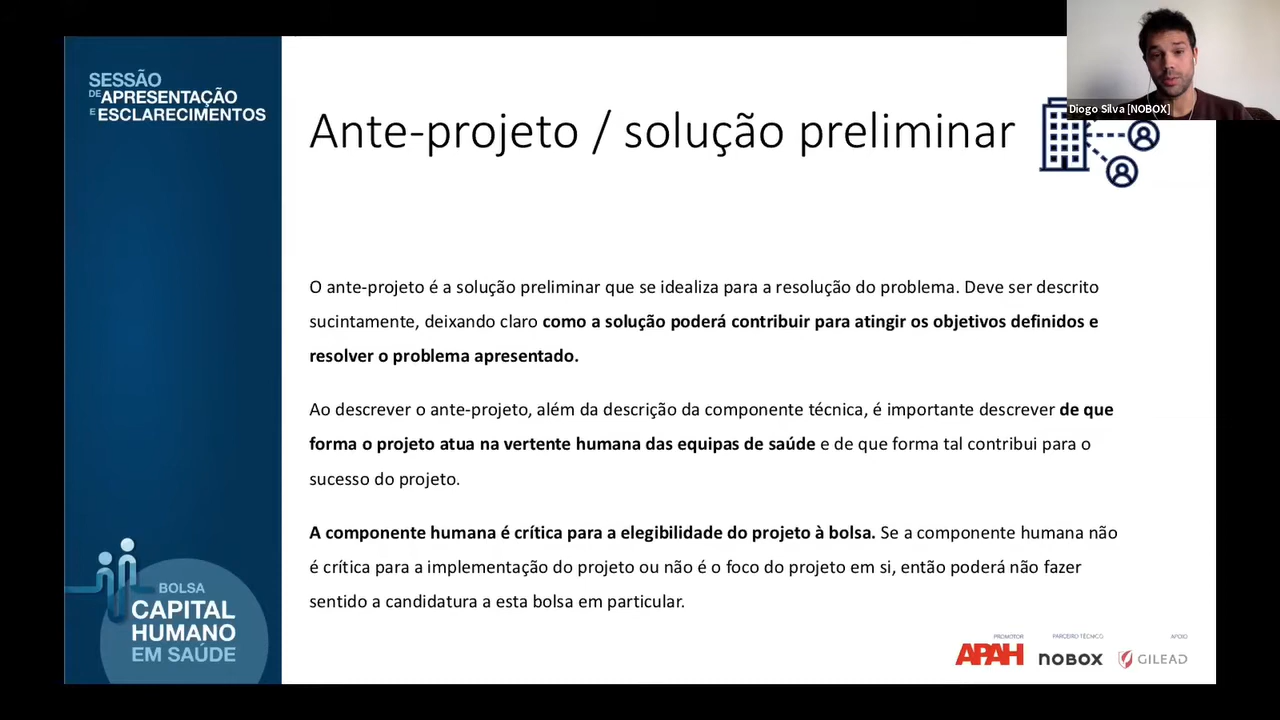 SESSÃO
DE APRESENTAÇÃO
E ESCLARECIMENTOS
Ante-projeto / solução preliminar
Diogo Silva [NOBOX]
O ante-projeto é a solução preliminar que se idealiza para a resolução do problema. Deve ser descrito
sucintamente, deixando claro como a solução poderá contribuir para atingir os objetivos definidos e
resolver o problema apresentado.
Ao descrever o ante-projeto, além da descrição da componente técnica, é importante descrever de que
forma o projeto atua na vertente humana das equipas de saúde e de que forma tal contribui para o
sucesso do projeto.
A componente humana é crítica para a elegibilidade do projeto à bolsa. Se a componente humana não
é crítica para a implementação do projeto ou não é o foco do projeto em si, então poderá não fazer
sentido a candidatura a esta bolsa em particular.
BOLSA
CAPITAL
HUMANO
EM SAÚDE
PROMOTOR
APAH
PARCEIRO TÉCNICO
NOBOX
APOIO
GILEAD